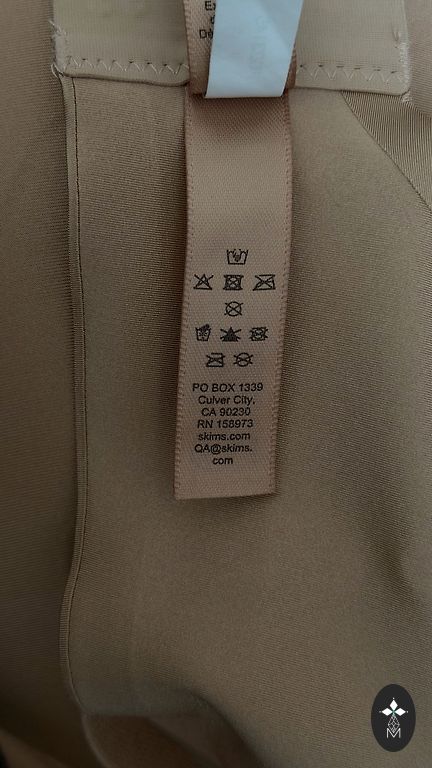 PO BOX 1339
Culver City,
CA 90230
RN 158973
skims.com
QA@skims.
com
M